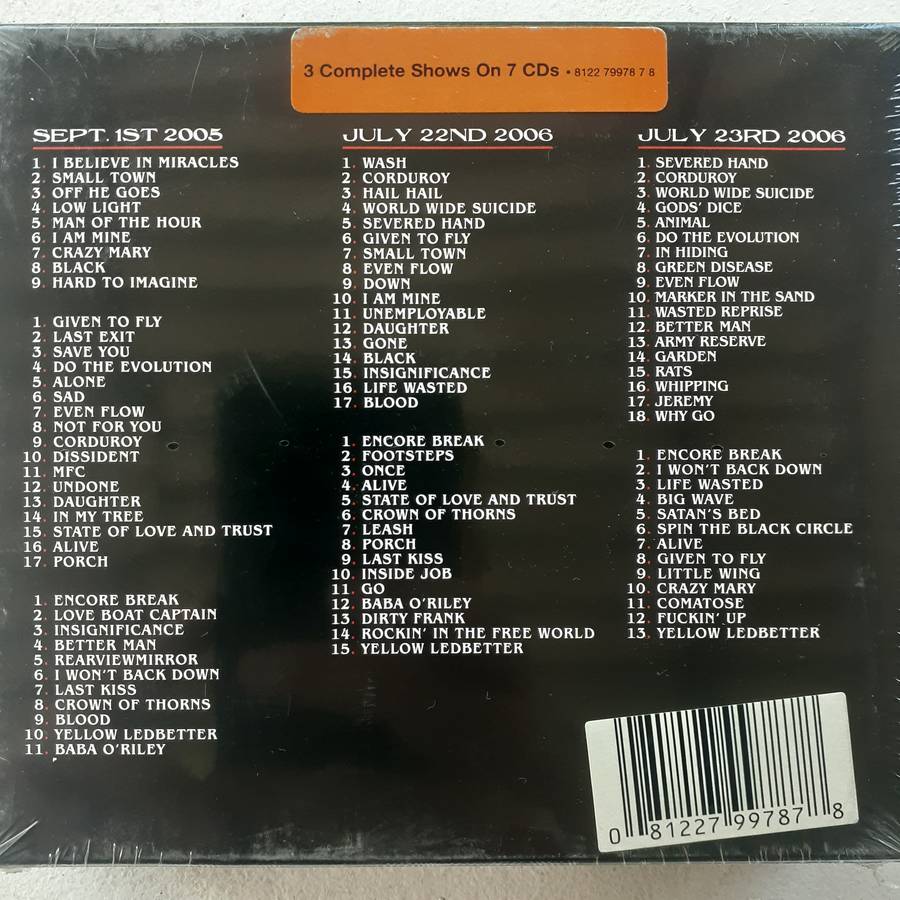 3 Complete Shows On 7 CDs • 8122 79978 7 8
SEPT. 1ST 2005
1. I BELIEVE IN MIRACLES
2. SMALL TOWN
3. OFF HE GOES
4. LOW LIGHT
5. MAN OF THE HOUR
6. I AM MINE
7. CRAZY MARY
8. BLACK
9. HARD TO IMAGINE
1. GIVEN TO FLY
2. LAST EXIT
3. SAVE YOU
4. DO THE EVOLUTION
5. ALONE
6. SAD
7. EVEN FLOW
8. NOT FOR YOU
9. CORDUROY
10. DISSIDENT
11. MFC
12. UNDONE
13. DAUGHTER
14. IN MY TREE
15. STATE OF LOVE AND TRUST
16. ALIVE
17. PORCH
1. ENCORE BREAK
2. LOVE BOAT CAPTAIN
3. INSIGNIFICANCE
4. BETTER MAN
5. REARVIEWMIRROR
6. I WON'T BACK DOWN
7. LAST KISS
8. CROWN OF THORNS
9. BLOOD
10. YELLOW LEDBETTER
11. BABA O'RILEY
JULY 22ND 2006
1. WASH
2. CORDUROY
3. HAIL HAIL
4. WORLD WIDE SUICIDE
5. SEVERED HAND
6. GIVEN TO FLY
7. SMALL TOWN
8. EVEN FLOW
9. DOWN
10. I AM MINE
11. UNEMPLOYABLE
12. DAUGHTER
13. GONE
14. BLACK
15. INSIGNIFICANCE
16. LIFE WASTED
17. BLOOD
1. ENCORE BREAK
2. FOOTSTEPS
3. ONCE
4. ALIVE
5. STATE OF LOVE AND TRUST
6. CROWN OF THORNS
7. LEASH
8. PORCH
9. LAST KISS
10. INSIDE JOB
11. GO
12. BABA O'RILEY
13. DIRTY FRANK
14. ROCKIN' IN THE FREE WORLD
15. YELLOW LEDBETTER
JULY 23RD 2006
1. SEVERED HAND
2. CORDUROY
3. WORLD WIDE SUICIDE
4. GODS' DICE
5. ANIMAL
6. DO THE EVOLUTION
7. IN HIDING
8. GREEN DISEASE
9. EVEN FLOW
10. MARKER IN THE SAND
11. WASTED REPRISE
12. BETTER MAN
13. ARMY RESERVE
14. GARDEN
15. RATS
16. WHIPPING
17. JEREMY
18. WHY GO
1. ENCORE BREAK
2. I WON'T BACK DOWN
3. LIFE WASTED
4. BIG WAVE
5. SATAN'S BED
6. SPIN THE BLACK CIRCLE
7. ALIVE
8. GIVEN TO FLY
9. LITTLE WING
10. CRAZY MARY
11. COMATOSE
12. FUCKIN' UP
13. YELLOW LEDBETTER
0 81227 99787 8